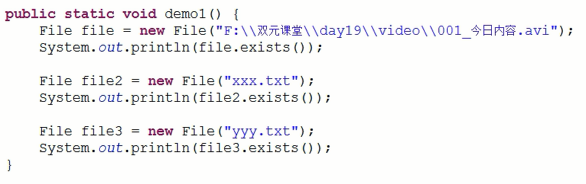 public static void demo1() {
    File file = new File("F:\\双元课堂\\day19\\video\\001_今日内容.avi");
    System.out.println(file.exists());

    File file2 = new File("xxx.txt");
    System.out.println(file2.exists());

    File file3 = new File("yyy.txt");
    System.out.println(file3.exists());
}